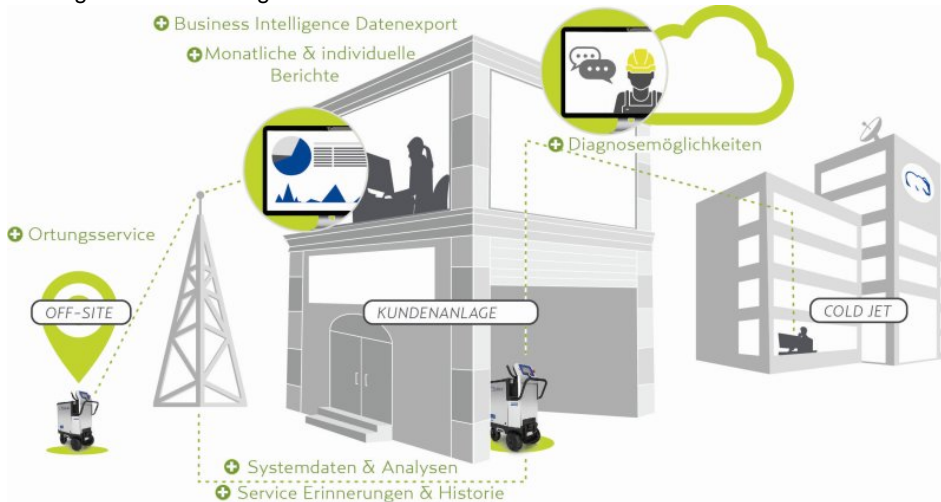 Business Intelligence Datenexport
Monatliche & individuelle
Berichte
Diagnosemöglichkeiten
Ortungsservice
OFF-SITE
KUNDENANLAGE
COLD JET
Systemdaten & Analysen
Service Erinnerungen & Historie